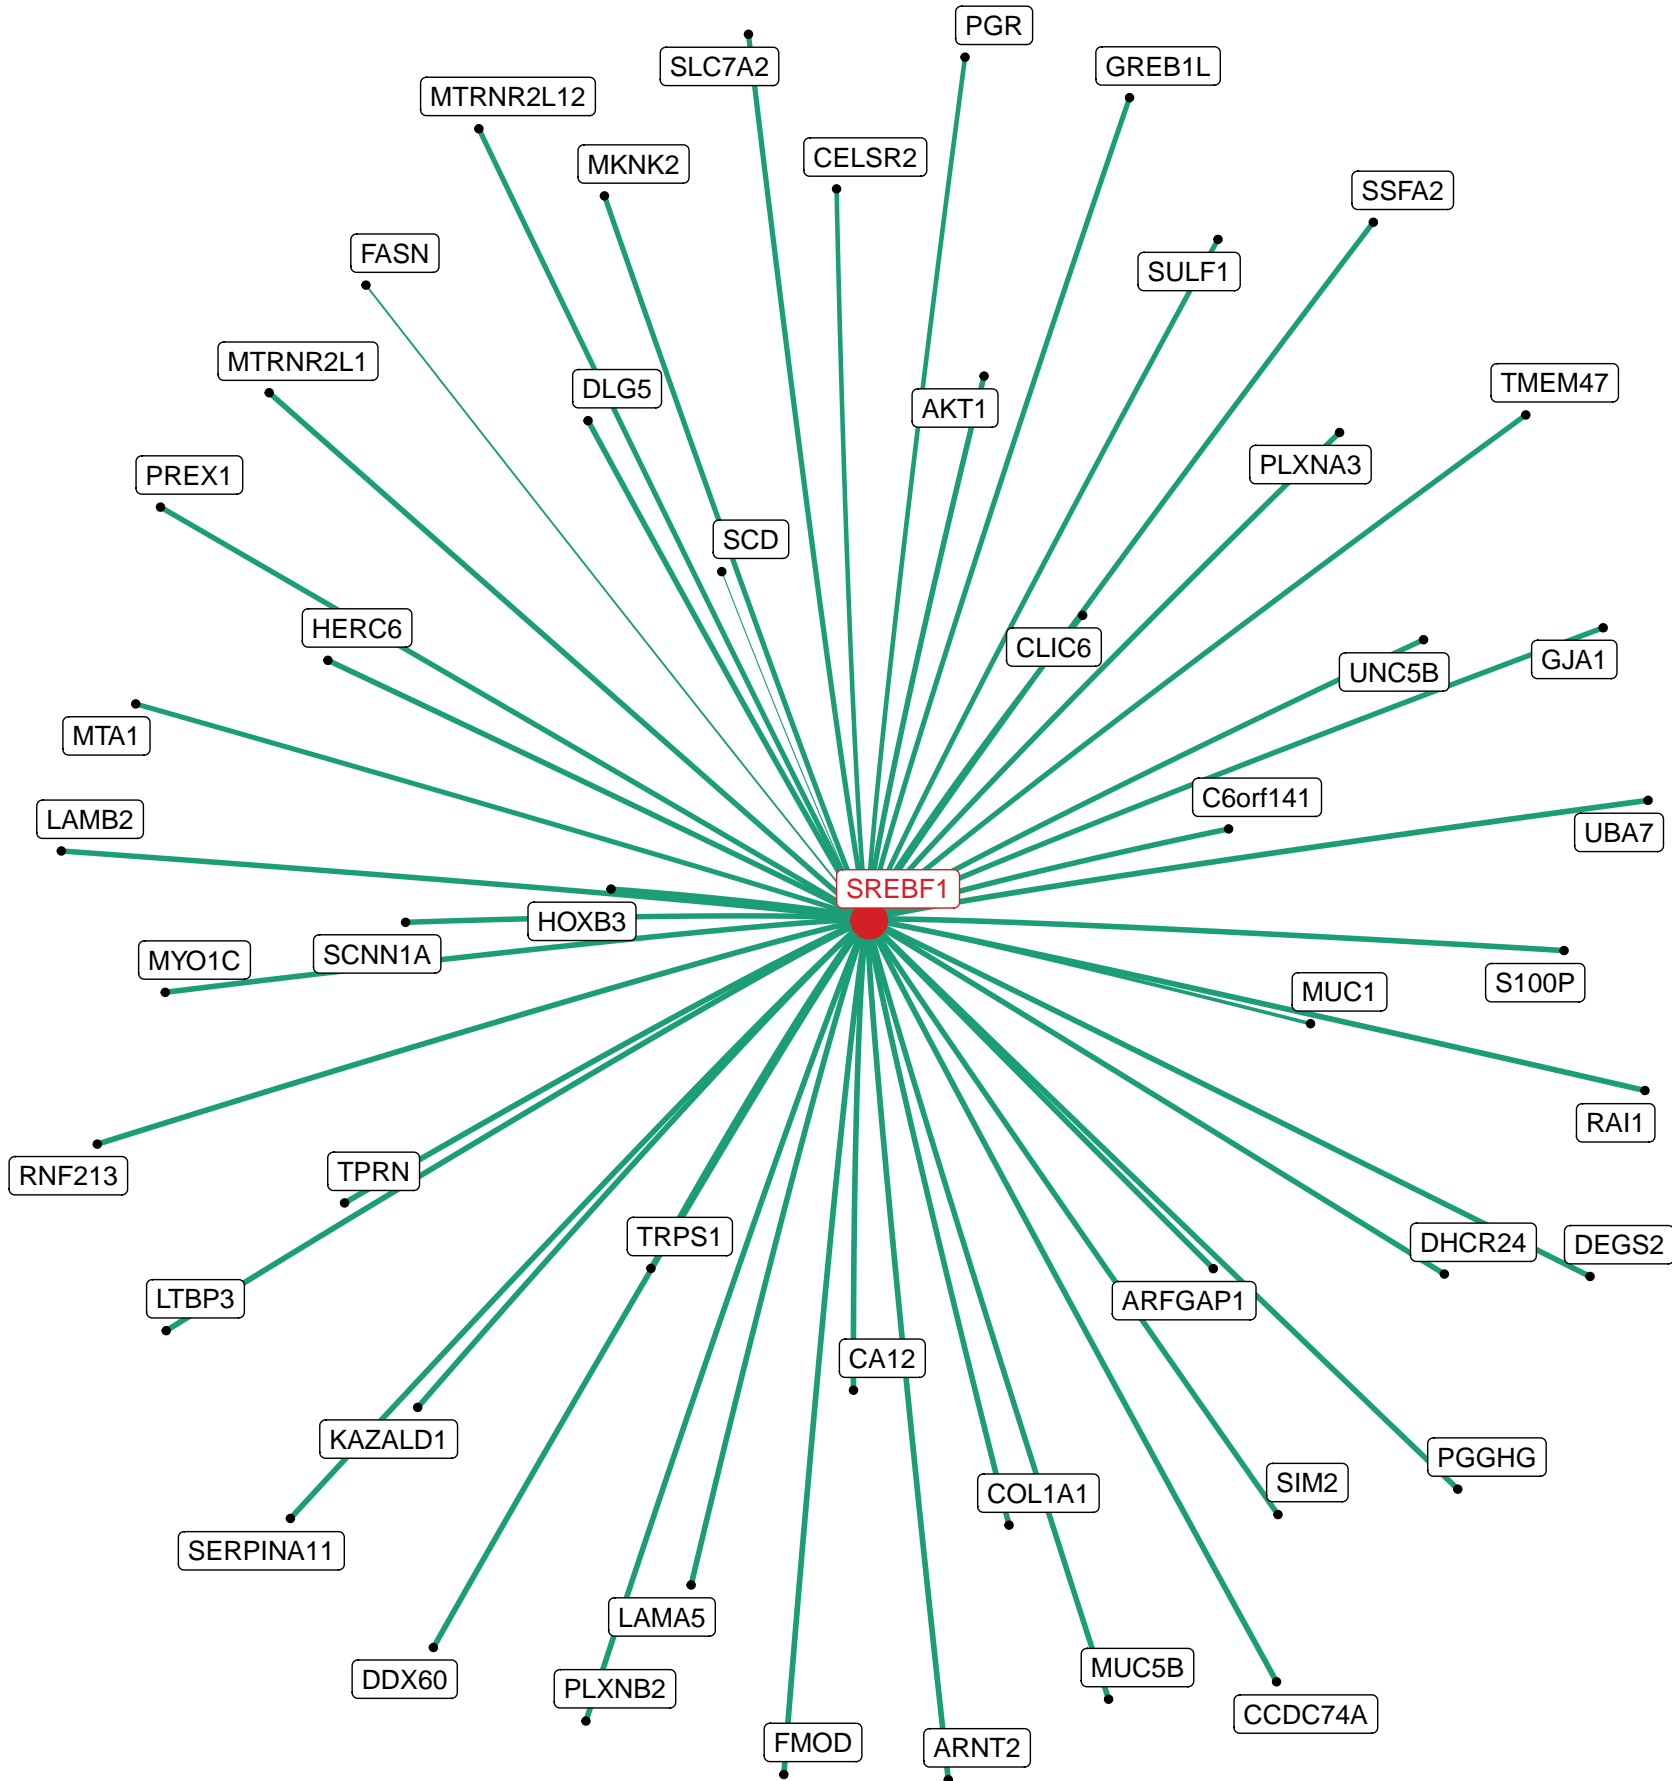 PGR
SLC7A2
GREB1L
MTRNR2L12
CELSR2
MKNK2
SSFA2
FASN
SULF1
MTRNR2L1
TMEM47
DLG5
AKT1
PLXNA3
PREX1
SCD
HERC6
CLIC6
GJA1
UNC5B
MTA1
C6orf141
LAMB2
UBA7
SREBF1
HOXB3
SCNN1A
MYO1C
S100P
MUC1
RAI1
TPRN
RNF213
TRPS1
DHCR24
DEGS2
LTBP3
ARFGAP1
CA12
KAZALD1
PGGHG
SIM2
COL1A1
SERPINA11
LAMA5
MUC5B
DDX60
PLXNB2
CCDC74A
FMOD
ARNT2